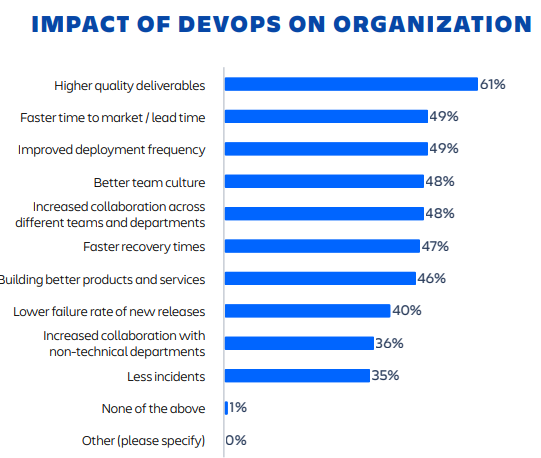 IMPACT OF DEVOPS ON ORGANIZATION
Higher quality deliverables 61%
Faster time to market / lead time 49%
Improved deployment frequency 49%
Better team culture 48%
Increased collaboration across
different teams and departments 48%
Faster recovery times 47%
Building better products and services 46%
Lower failure rate of new releases 40%
Increased collaboration with
non-technical departments 36%
Less incidents 35%
None of the above 1%
Other (please specify) 0%